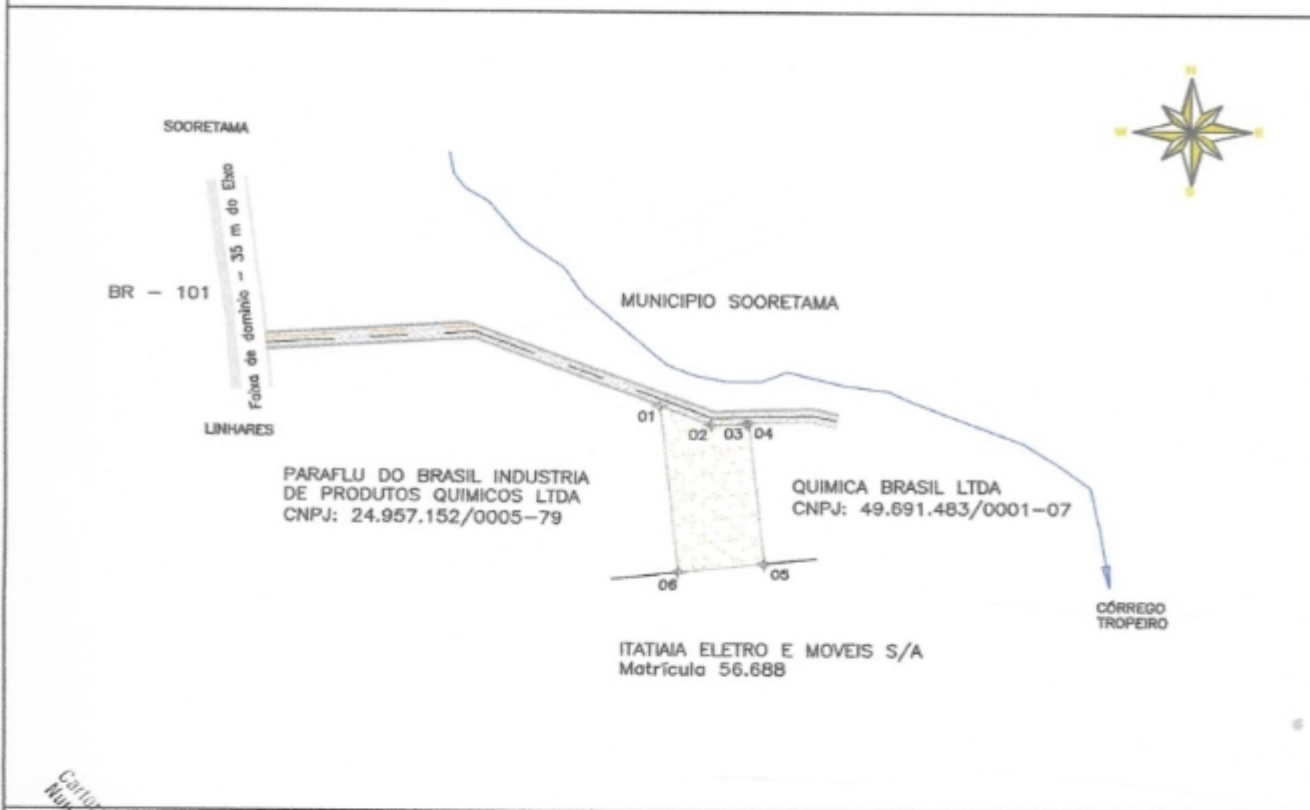 N
W
E
S
SOORETAMA
Faixa de domínio - 35 m do Eixo
BR - 101
MUNICIPIO SOORETAMA
LINHARES
01
02
03
04
PARAFLU DO BRASIL INDUSTRIA
DE PRODUTOS QUIMICOS LTDA
CNPJ: 24.957.152/0005-79
QUIMICA BRASIL LTDA
CNPJ: 49.691.483/0001-07
06
05
CÓRREGO
TROPEIRO
ITATIAIA ELETRO E MOVEIS S/A
Matrícula 56.688